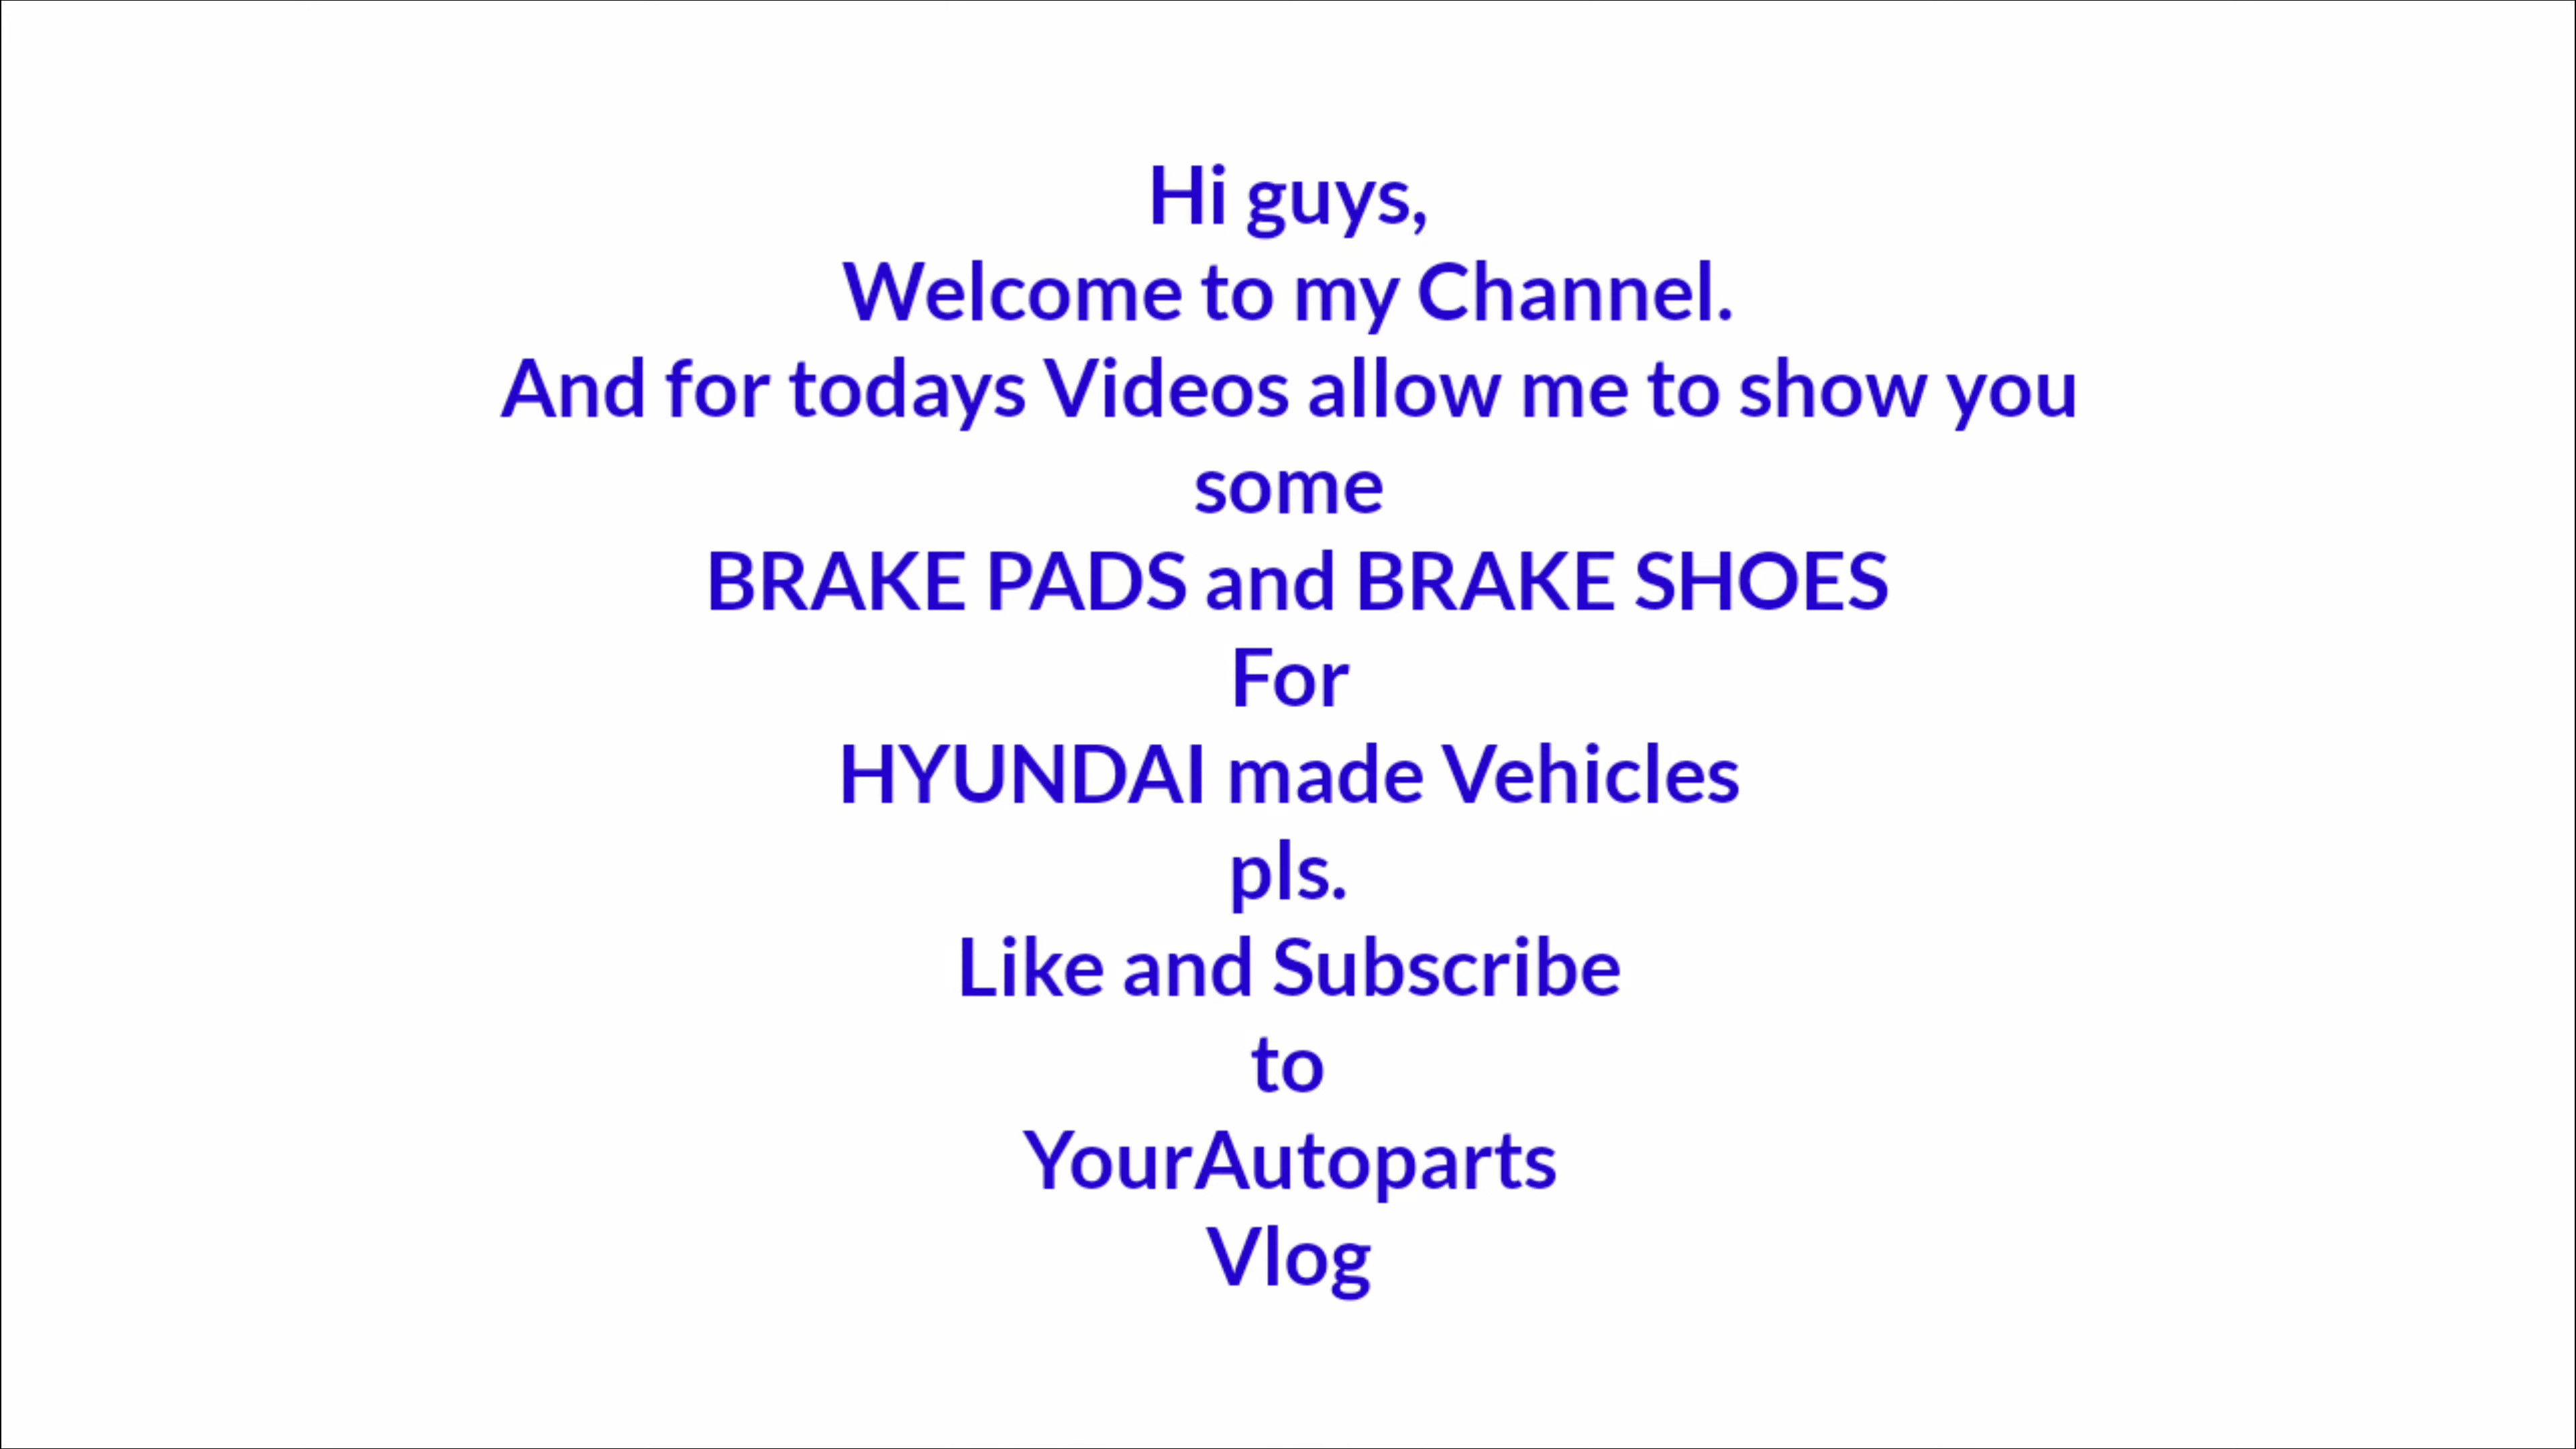 Hi guys,
Welcome to my Channel.
And for todays Videos allow me to show you
some
BRAKE PADS and BRAKE SHOES
For
HYUNDAI made Vehicles
pls.
Like and Subscribe
to
YourAutoparts
Vlog